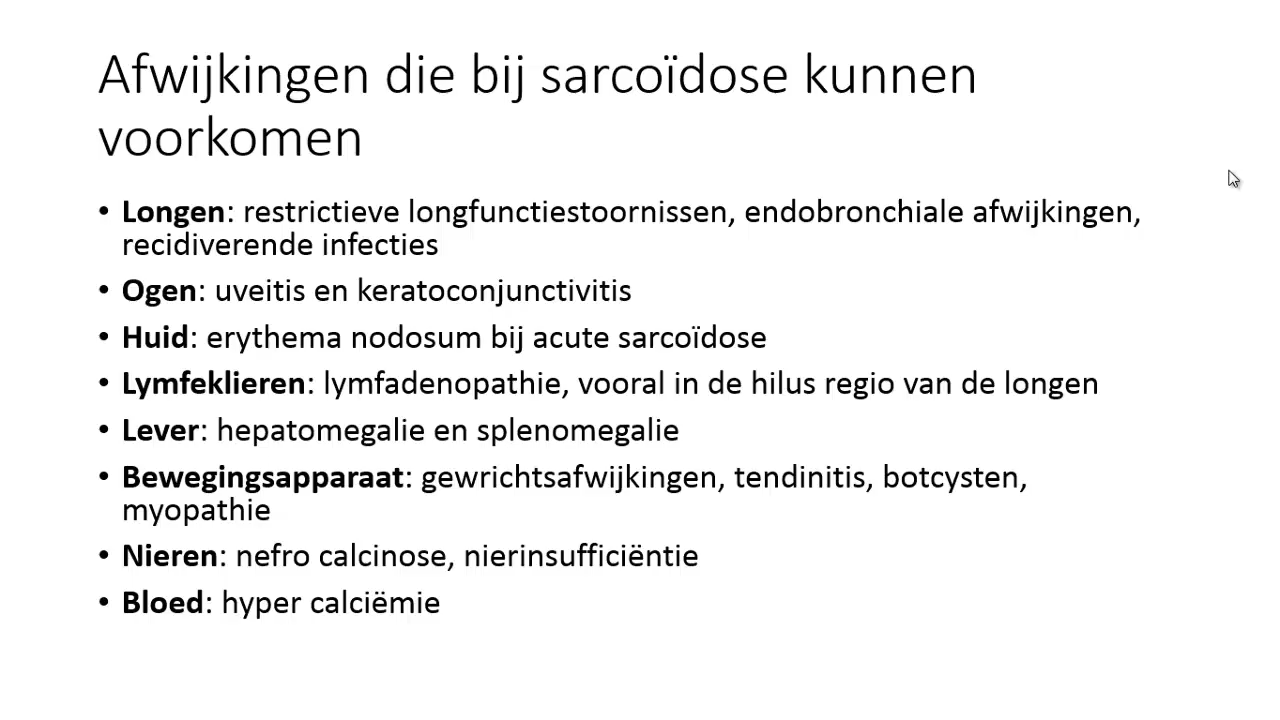 Afwijkingen die bij sarcoïdose kunnen
voorkomen
• Longen: restrictieve longfunctiestoornissen, endobronchiale afwijkingen,
recidiverende infecties
• Ogen: uveitis en keratoconjunctivitis
• Huid: erythema nodosum bij acute sarcoïdose
• Lymfeklieren: lymfadenopathie, vooral in de hilus regio van de longen
• Lever: hepatomegalie en splenomegalie
• Bewegingsapparaat: gewrichtsafwijkingen, tendinitis, botcysten,
myopathie
• Nieren: nefro calcinose, nierinsufficiëntie
• Bloed: hyper calciëmie